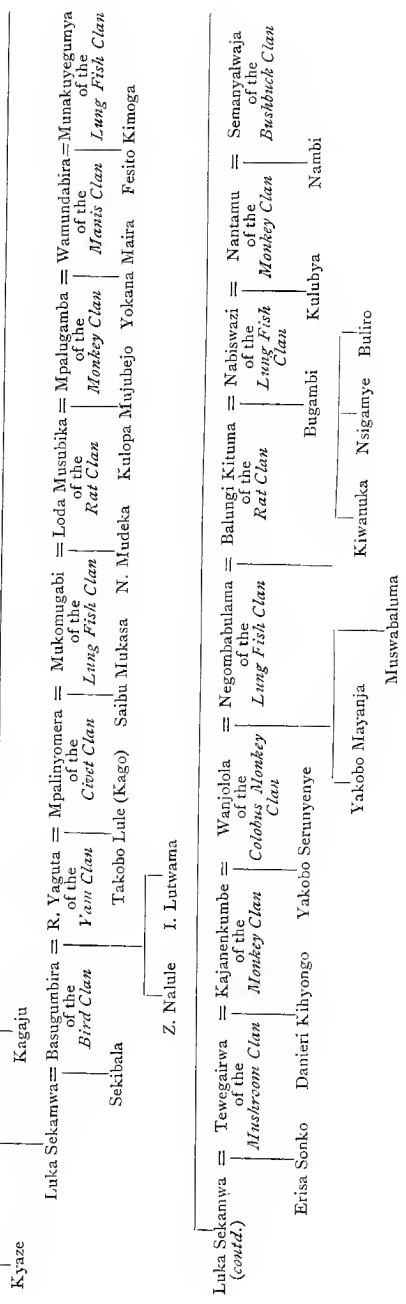 Kagaju
Kyaze
Luka Sekamwa = Basugumbira = R. Yaguta = Mpalinyomera = Mukomugabi = Loda Musubika = Mpalugamba = Wamundabira = Munakuyegumya
of the of the of the of the of the of the of the of the
Bird Clan Yam Clan Civet Clan Lung Fish Clan Rat Clan Monkey Clan Manis Clan Lung Fish Clan
Sekibala Takobo Lule (Kago) Saibu Mukasa N. Mudeka Kulopa Mujubejo Yokana Maira Fesito Kimoga
Z. Nalule I. Lutwama
Luka Sekamwa = Tewegairwa = Kajanenkumbe = Wanjolola = Negombabulama = Balungi Kituma = Nabiswazi = Nantamu = Semanyalwaja
(contd.) of the of the of the of the of the of the of the of the
Mushroom Clan Monkey Clan Colobus Monkey Lung Fish Clan Rat Clan Lung Fish Monkey Clan Bushbuck Clan
Clan Clan
Erisa Sonko Danieri Kihyongo Yakobo Serunyenye Bugambi Kulubya Nambi
Yakobo Mayanja Kiwanuka Nsigamye Buliro
Muswabaluma